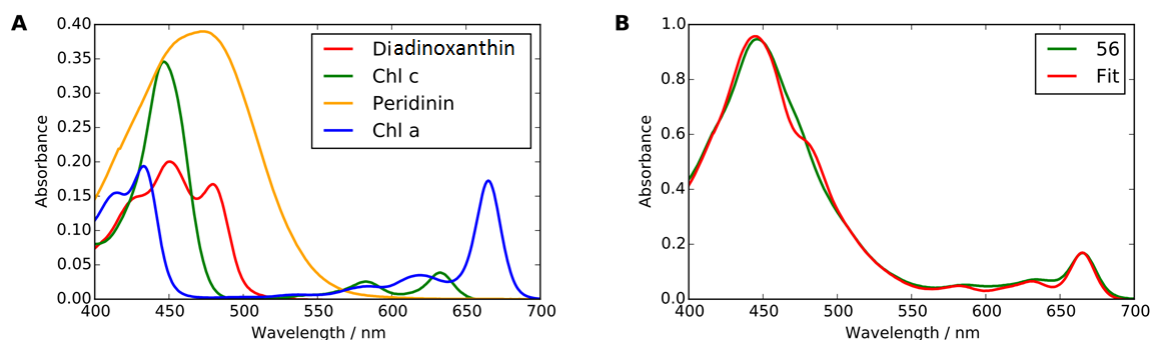 A
0.40
0.35
0.30
0.25
0.20
0.15
0.10
0.05
0.00
Absorbance
Diadinoxanthin
Chl c
Peridinin
Chl a
400 450 500 550 600 650 700
Wavelength / nm
B
1.0
0.8
0.6
0.4
0.2
0.0
Absorbance
56
Fit
400 450 500 550 600 650 700
Wavelength / nm